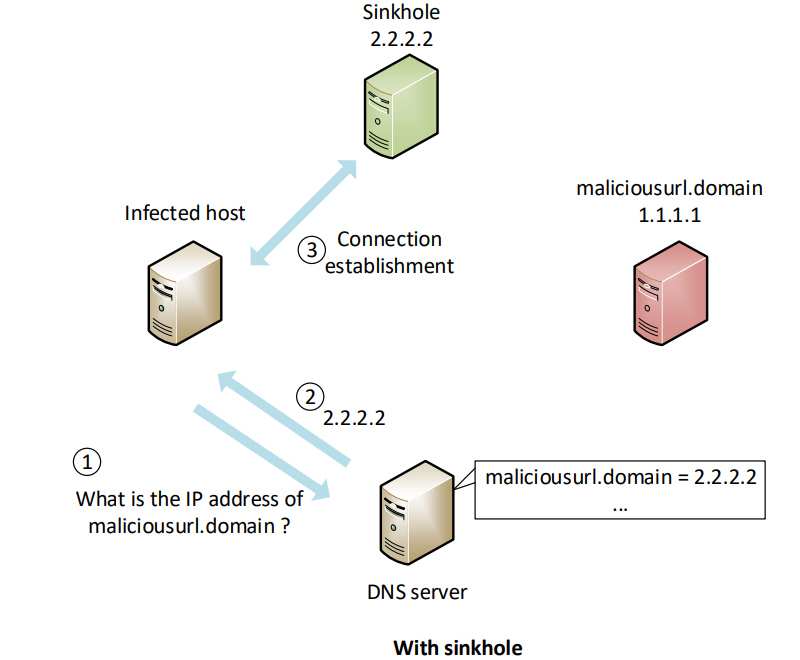 Sinkhole
2.2.2.2
maliciousurl.domain
1.1.1.1
Infected host
3 Connection
establishment
2
2.2.2.2
1
What is the IP address of
maliciousurl.domain ?
maliciousurl.domain = 2.2.2.2
...
DNS server
With sinkhole